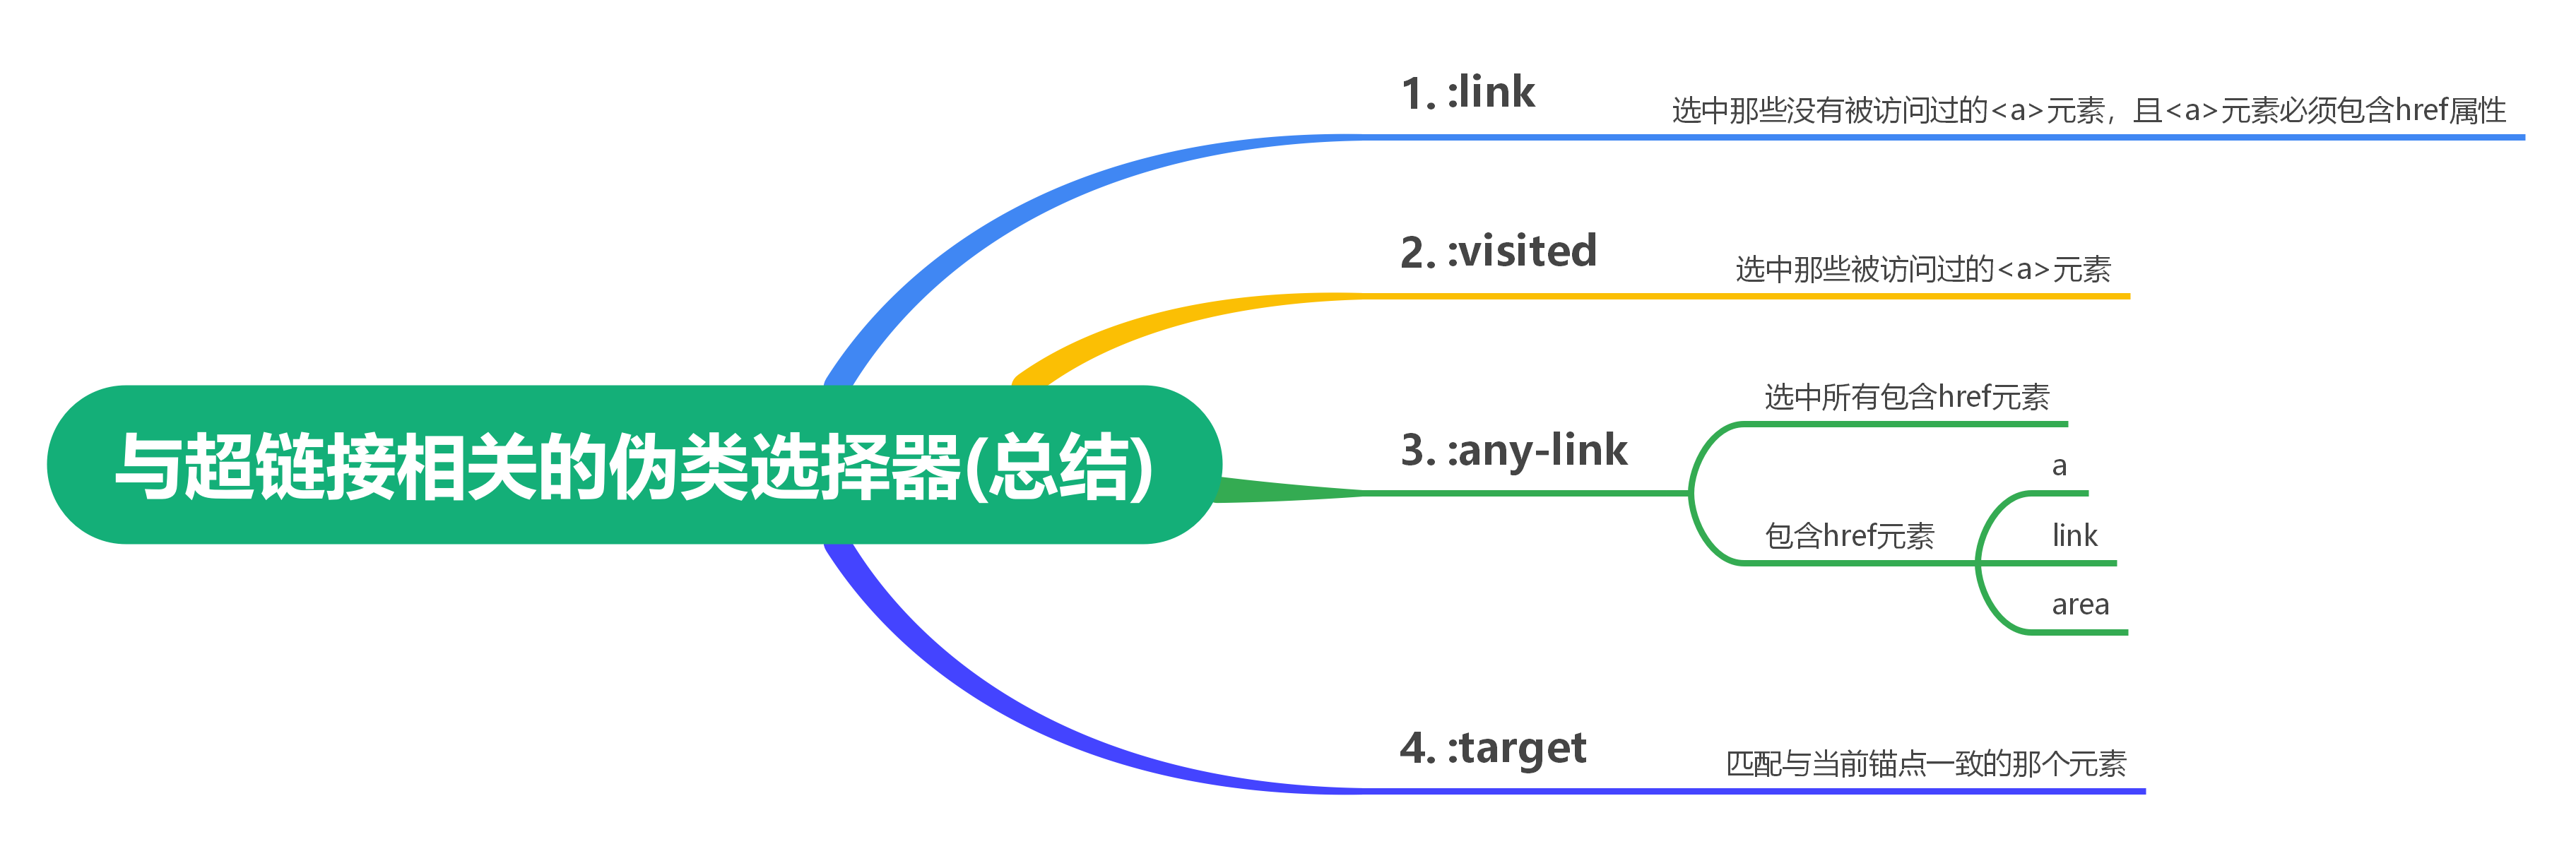 与超链接相关的伪类选择器(总结)
1. :link
选中那些没有被访问过的<a>元素，且<a>元素必须包含href属性
2. :visited
选中那些被访问过的<a>元素
3. :any-link
选中所有包含href元素
包含href元素
a
link
area
4. :target
匹配与当前锚点一致的那个元素